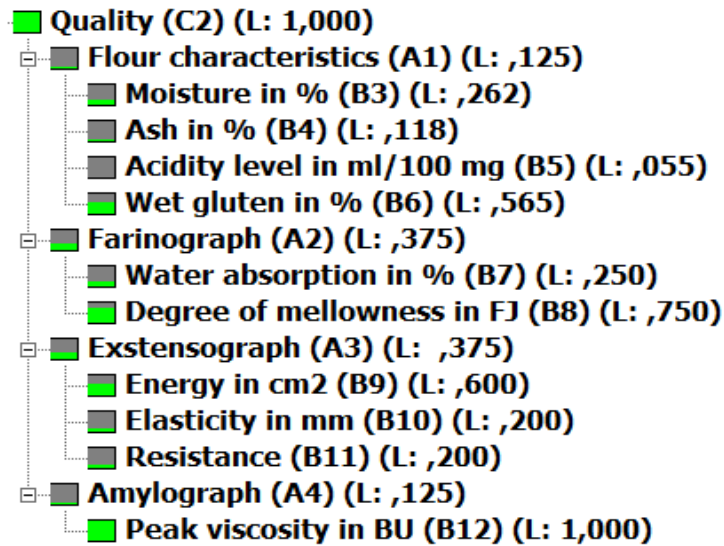 Quality (C2) (L: 1,000)
Flour characteristics (A1) (L: ,125)
Moisture in % (B3) (L: ,262)
Ash in % (B4) (L: ,118)
Acidity level in ml/100 mg (B5) (L: ,055)
Wet gluten in % (B6) (L: ,565)
Farinograph (A2) (L: ,375)
Water absorption in % (B7) (L: ,250)
Degree of mellowness in FJ (B8) (L: ,750)
Exstensograph (A3) (L: ,375)
Energy in cm2 (B9) (L: ,600)
Elasticity in mm (B10) (L: ,200)
Resistance (B11) (L: ,200)
Amylograph (A4) (L: ,125)
Peak viscosity in BU (B12) (L: 1,000)